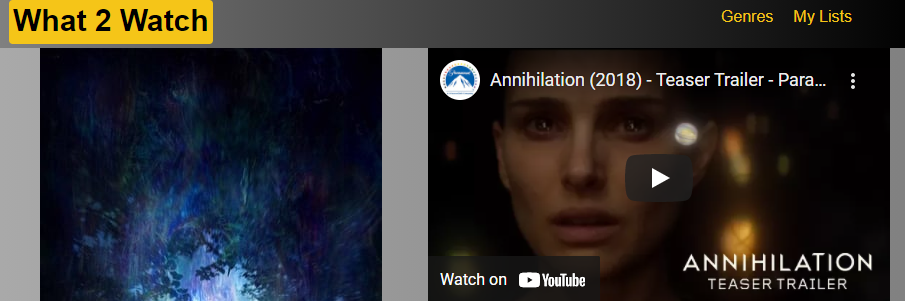 What 2 Watch
Genres My Lists
Annihilation (2018) - Teaser Trailer - Para...
Watch on YouTube
ANNIHILATION
TEASER TRAILER